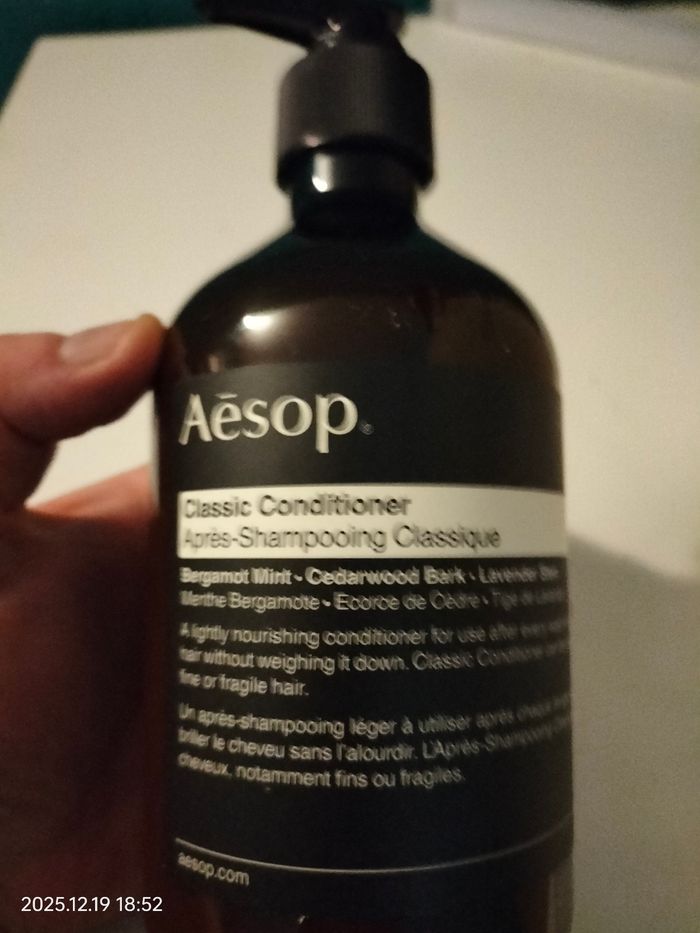 Aēsop®
Classic Conditioner
Après-Shampooing Classique
Bergamot Mint - Cedarwood Bark - Lavender
Menthe Bergamote - Ecorce de Cèdre - Tige de
A lightly nourishing conditioner for use after every
hair without weighing it down. Classic Conditioner
fine or fragile hair.
Un après-shampooing léger à utiliser après chaque
briller le cheveu sans l'alourdir. L'Après-Shampooing
cheveux, notamment fins ou fragiles.
aesop.com
2025.12.19 18:52